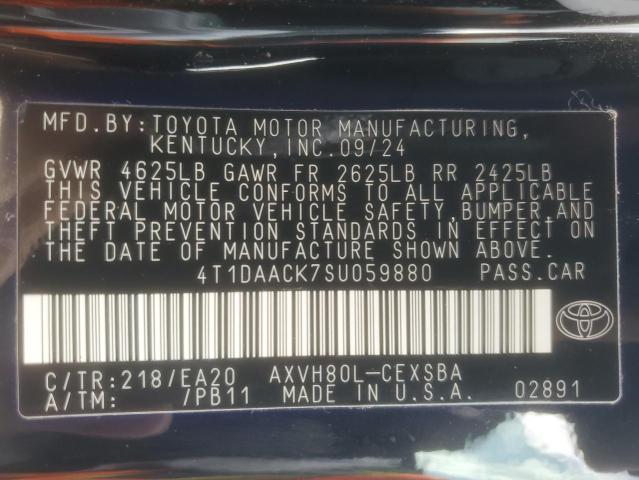 MFD.BY:TOYOTA MOTOR MANUFACTURING,
KENTUCKY,INC.09/24
GVWR 4625LB GAWR FR 2625LB RR 2425LB
THIS VEHICLE CONFORMS TO ALL APPLICABLE
FEDERAL MOTOR VEHICLE SAFETY,BUMPER,AND
THEFT PREVENTION STANDARDS IN EFFECT ON
THE DATE OF MANUFACTURE SHOWN ABOVE.
4T1DAACK7SU059880 PASS.CAR
C/TR:218/EA20 AXVH80L-CEXSBA
A/TM: /PB11 MADE IN U.S.A. 02891